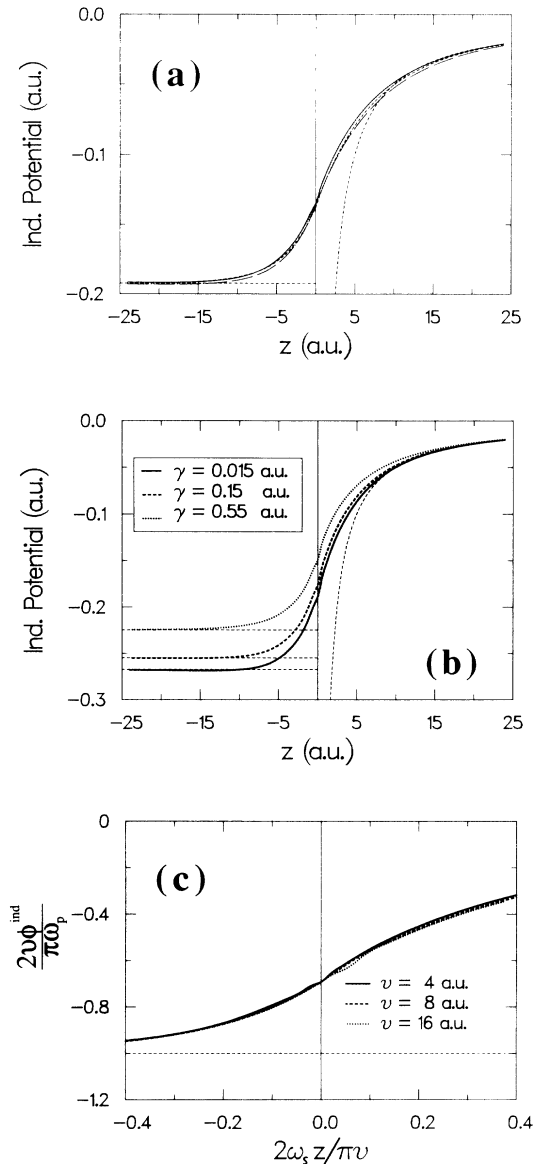 (a)
Ind. Potential (a.u.)
0.0
−0.1
−0.2
−25 −15 −5 5 15 25
z (a.u.)
(b)
Ind. Potential (a.u.)
0.0
−0.1
−0.2
−0.3
γ = 0.015 a.u.
γ = 0.15 a.u.
γ = 0.55 a.u.
−25 −15 −5 5 15 25
z (a.u.)
(c)
2υϕ^ind
πω_p
0
−0.4
−0.8
−1.2
υ = 4 a.u.
υ = 8 a.u.
υ = 16 a.u.
−0.4 −0.2 0.0 0.2 0.4
2ω_s z/πυ